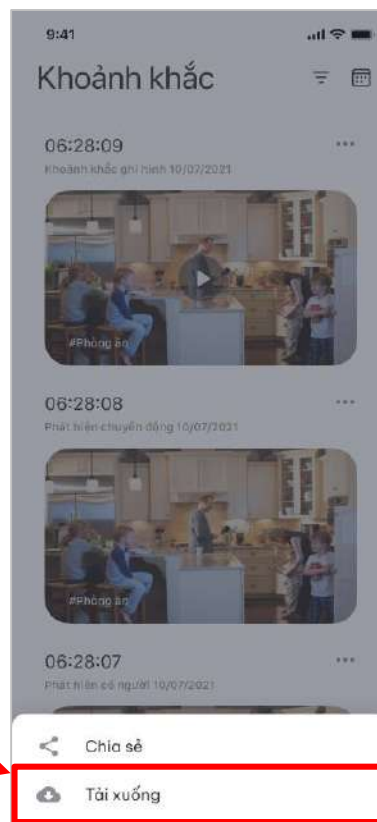 9:41
Khoảnh khắc
06:28:09
Khoảnh khắc ghi hình 10/07/2021
#Phòng ăn
06:28:08
Phát hiện chuyển động 10/07/2021
#Phòng ăn
06:28:07
Phát hiện có người 10/07/2021
Chia sẻ
Tải xuống